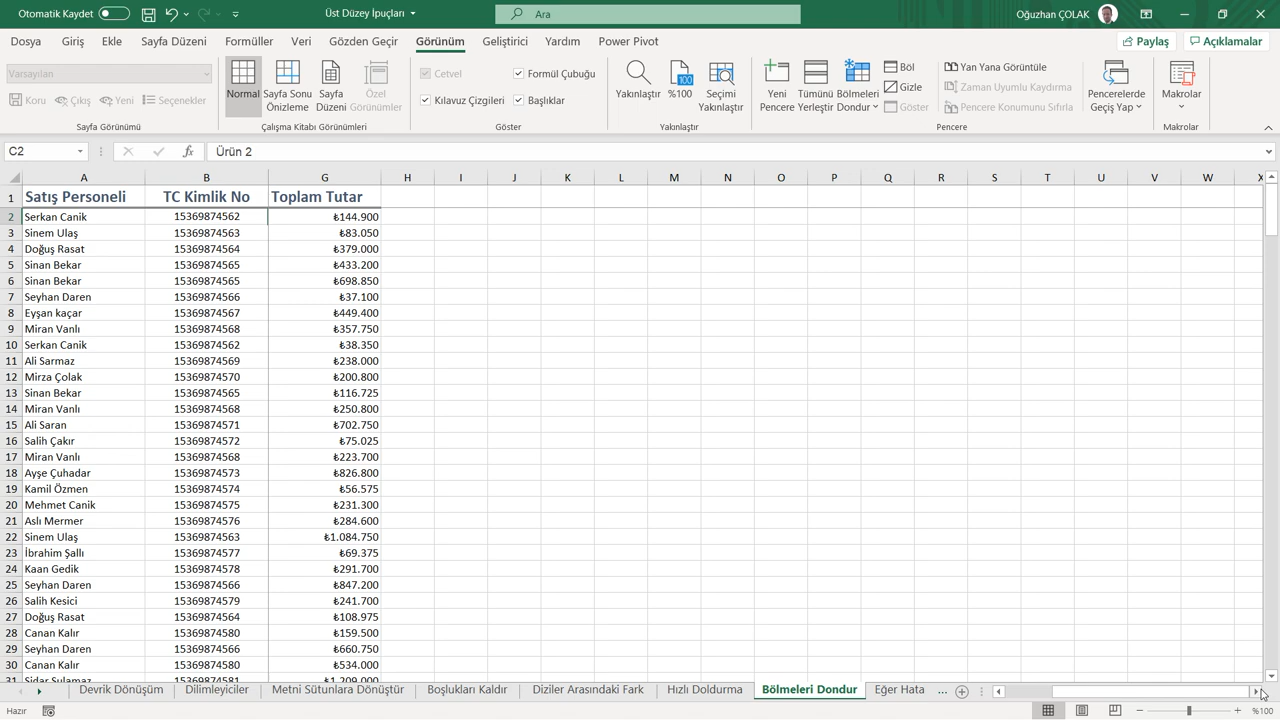 Otomatik Kaydet Üst Düzey İpuçları Ara Oğuzhan ÇOLAK
Dosya Giriş Ekle Sayfa Düzeni Formüller Veri Gözden Geçir Görünüm Geliştirici Yardım Power Pivot Paylaş Açıklamalar
Varsayılan
Koru Çıkış Yeni Seçenekler
Sayfa Görünümü
Normal Sayfa Sonu Önizleme Sayfa Düzeni Özel Görünümler
Çalışma Kitabı Görünümleri
Cetvel Formül Çubuğu
Kılavuz Çizgileri Başlıklar
Göster
Yakınlaştır %100 Seçimi Yakınlaştır
Yakınlaştır
Yeni Pencere Tümünü Yerleştir Bölmeleri Dondur
Böl Yan Yana Görüntüle
Gizle Zaman Uyumlu Kaydırma
Göster Pencere Konumunu Sıfırla
Pencerelerde Geçiş Yap
Pencere
Makrolar
Makrolar
C2 fx Ürün 2
A B G H I J K L M N O P Q R S T U V W X
1 Satış Personeli TC Kimlik No Toplam Tutar
2 Serkan Canik 15369874562 ₺144.900
3 Sinem Ulaş 15369874563 ₺83.050
4 Doğuş Rasat 15369874564 ₺379.000
5 Sinan Bekar 15369874565 ₺433.200
6 Sinan Bekar 15369874565 ₺698.850
7 Seyhan Daren 15369874566 ₺37.100
8 Eyşan kaçar 15369874567 ₺449.400
9 Miran Vanlı 15369874568 ₺357.750
10 Serkan Canik 15369874562 ₺38.350
11 Ali Sarmaz 15369874569 ₺238.000
12 Mirza Çolak 15369874570 ₺200.800
13 Sinan Bekar 15369874565 ₺116.725
14 Miran Vanlı 15369874568 ₺250.800
15 Ali Saran 15369874571 ₺702.750
16 Salih Çakır 15369874572 ₺75.025
17 Miran Vanlı 15369874568 ₺223.700
18 Ayşe Çuhadar 15369874573 ₺826.800
19 Kamil Özmen 15369874574 ₺56.575
20 Mehmet Canik 15369874575 ₺231.300
21 Aslı Mermer 15369874576 ₺284.600
22 Sinem Ulaş 15369874563 ₺1.084.750
23 İbrahim Şallı 15369874577 ₺69.375
24 Kaan Gedik 15369874578 ₺291.700
25 Seyhan Daren 15369874566 ₺847.200
26 Salih Kesici 15369874579 ₺241.700
27 Doğuş Rasat 15369874564 ₺108.975
28 Canan Kalır 15369874580 ₺159.500
29 Seyhan Daren 15369874566 ₺660.750
30 Canan Kalır 15369874580 ₺534.000
31 Sidar Sulamaz 15369874581 ₺1.209.000
Devrik Dönüşüm Dilimleyiciler Metni Sütunlara Dönüştür Boşlukları Kaldır Diziler Arasındaki Fark Hızlı Doldurma Bölmeleri Dondur Eğer Hata ...
Hazır %100